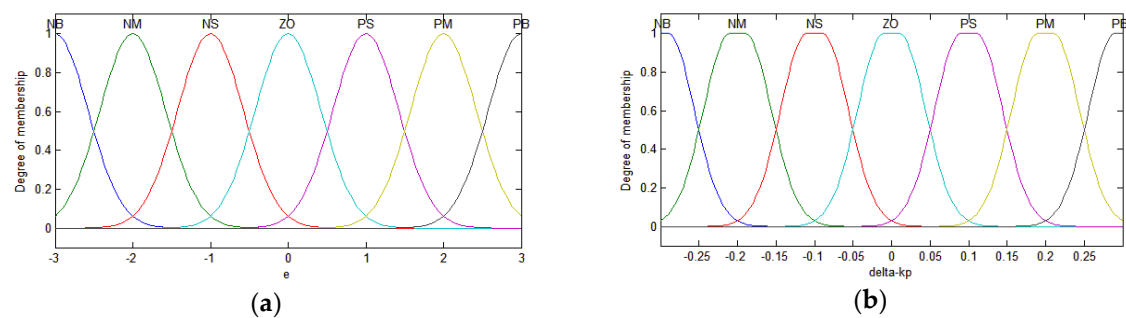 NB NM NS ZO PS PM PB
1
0.8
0.6
0.4
0.2
0
Degree of membership
-3 -2 -1 0 1 2 3
e
(a)
NB NM NS ZO PS PM PB
1
0.8
0.6
0.4
0.2
0
Degree of membership
-0.25 -0.2 -0.15 -0.1 -0.05 0 0.05 0.1 0.15 0.2 0.25
delta-kp
(b)